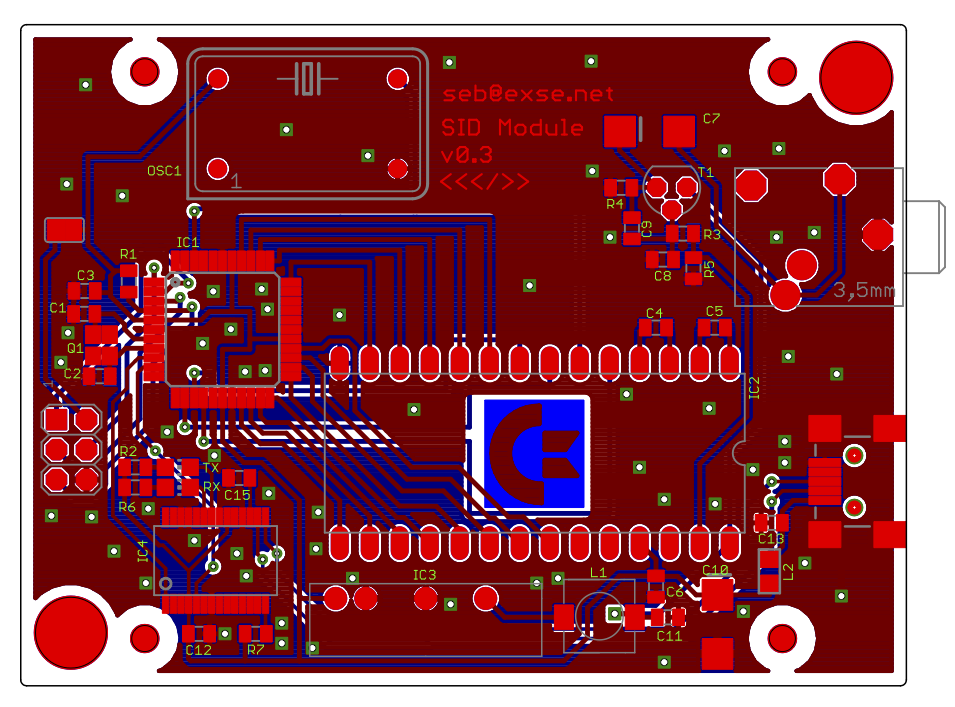 seb@exse.net
SID Module
v0.3
<<</>>
C7
OSC1
1
T1
R4
C9
R3
C8
R5
3,5mm
IC1
R1
C3
C1
Q1
C2
1
C4
C5
IC2
R2
TX
RX
R6
C15
IC4
C13
L2
IC3
L1
C10
C6
C11
C12
R7